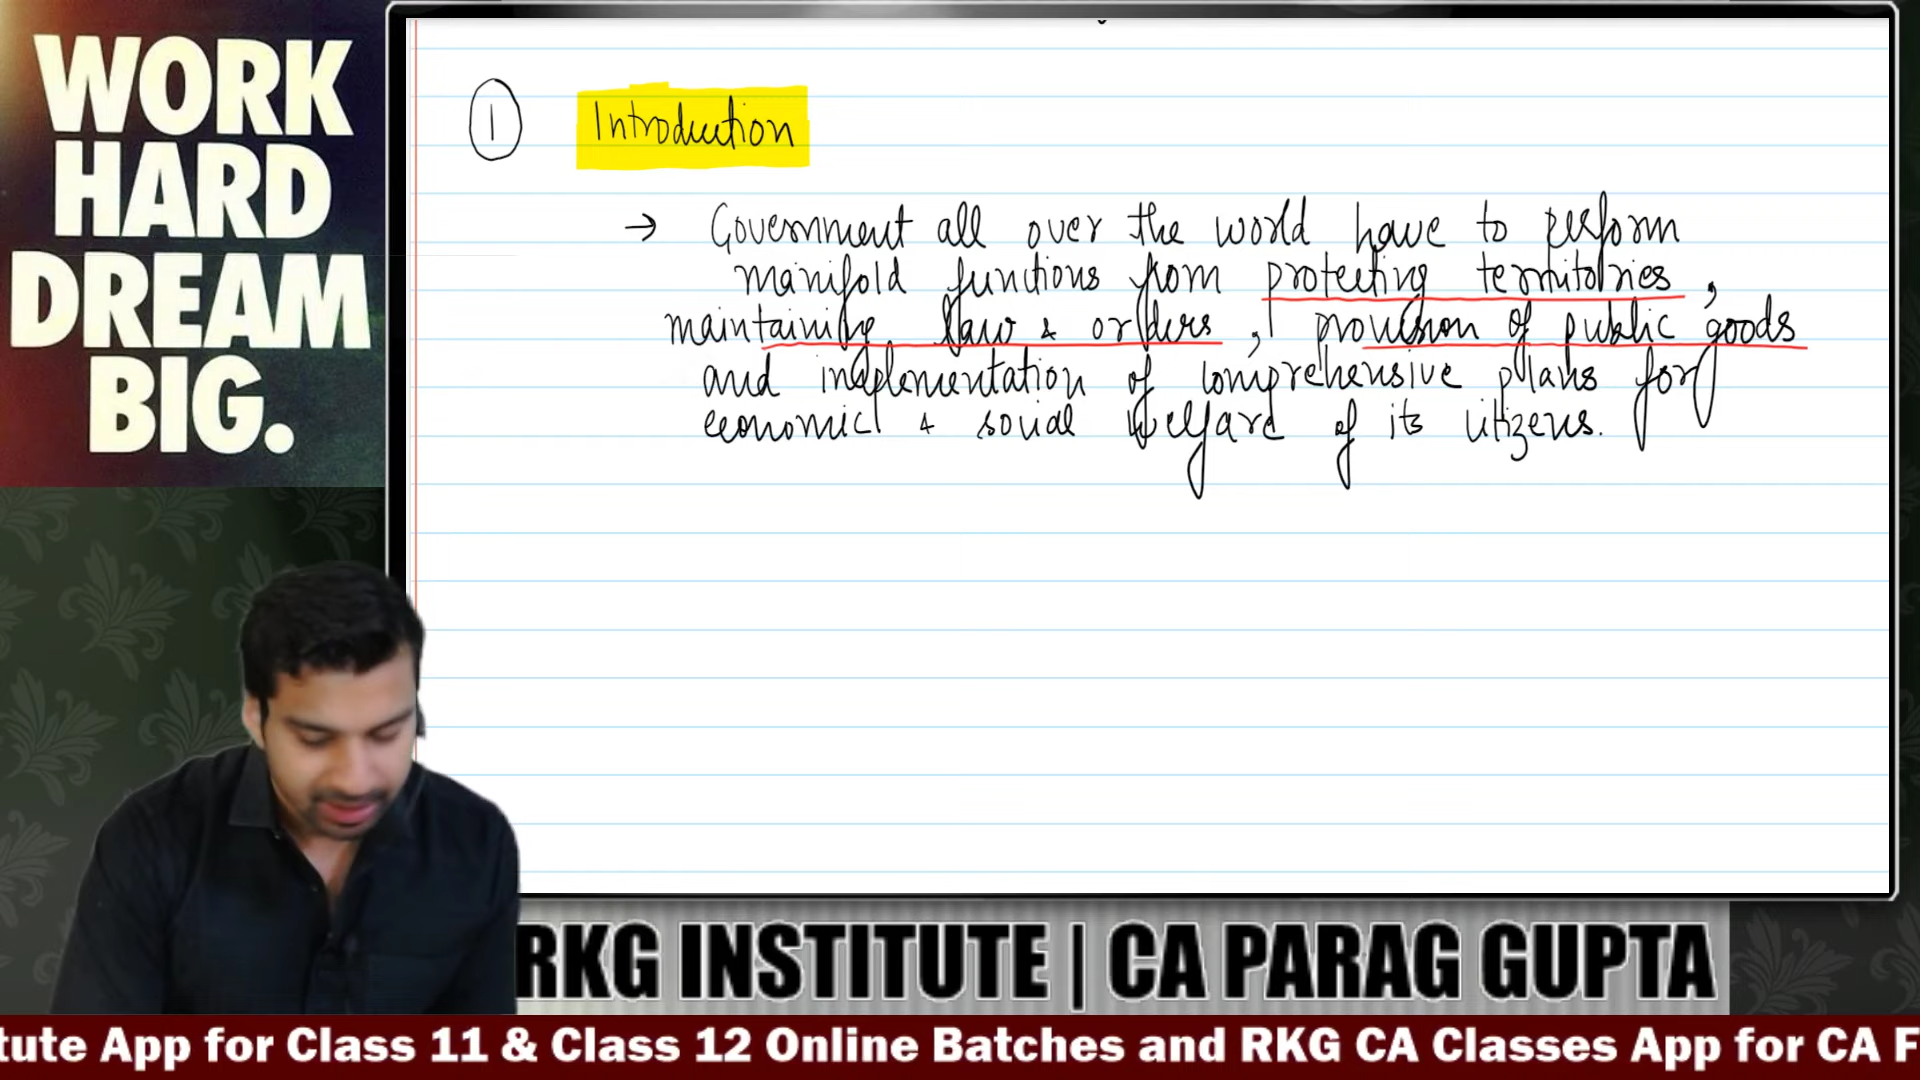 WORK
HARD
DREAM
BIG.
1 Introduction
→ Government all over the world have to perform
manifold functions from protecting territories,
maintaining law & orders, provision of public goods
and implementation of comprehensive plans for
economic & social welfare of its citizens.
RKG INSTITUTE | CA PARAG GUPTA
tute App for Class 11 & Class 12 Online Batches and RKG CA Classes App for CA F